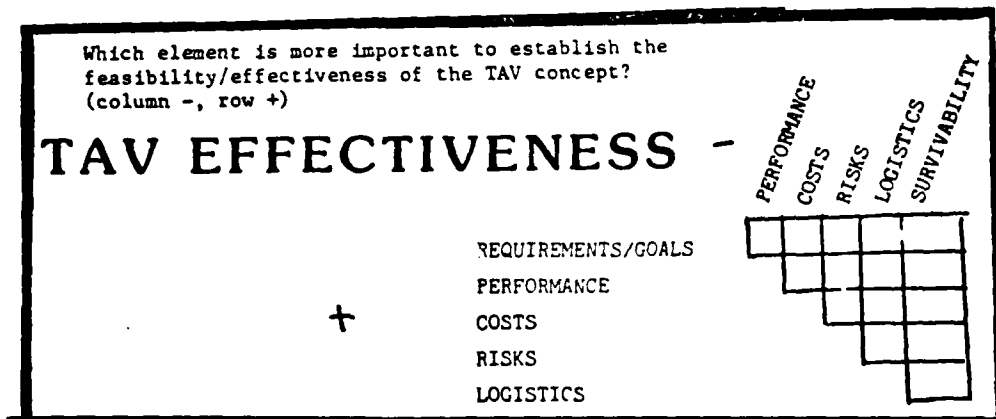 Which element is more important to establish the
feasibility/effectiveness of the TAV concept?
(column -, row +)
TAV EFFECTIVENESS -
PERFORMANCE
COSTS
RISKS
LOGISTICS
SURVIVABILITY
REQUIREMENTS/GOALS
PERFORMANCE
+
COSTS
RISKS
LOGISTICS